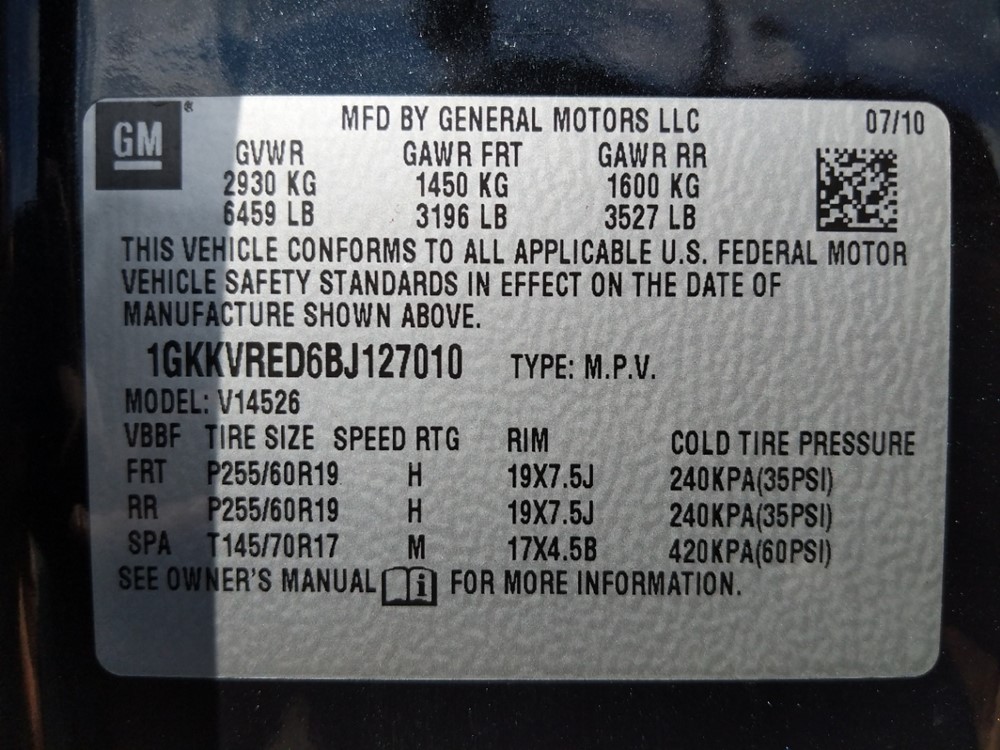 GM®
MFD BY GENERAL MOTORS LLC 07/10
GVWR GAWR FRT GAWR RR
2930 KG 1450 KG 1600 KG
6459 LB 3196 LB 3527 LB
THIS VEHICLE CONFORMS TO ALL APPLICABLE U.S. FEDERAL MOTOR
VEHICLE SAFETY STANDARDS IN EFFECT ON THE DATE OF
MANUFACTURE SHOWN ABOVE.
1GKKVRED6BJ127010 TYPE: M.P.V.
MODEL: V14526
VBBF TIRE SIZE SPEED RTG RIM COLD TIRE PRESSURE
FRT P255/60R19 H 19X7.5J 240KPA(35PSI)
RR P255/60R19 H 19X7.5J 240KPA(35PSI)
SPA T145/70R17 M 17X4.5B 420KPA(60PSI)
SEE OWNER'S MANUAL i FOR MORE INFORMATION.